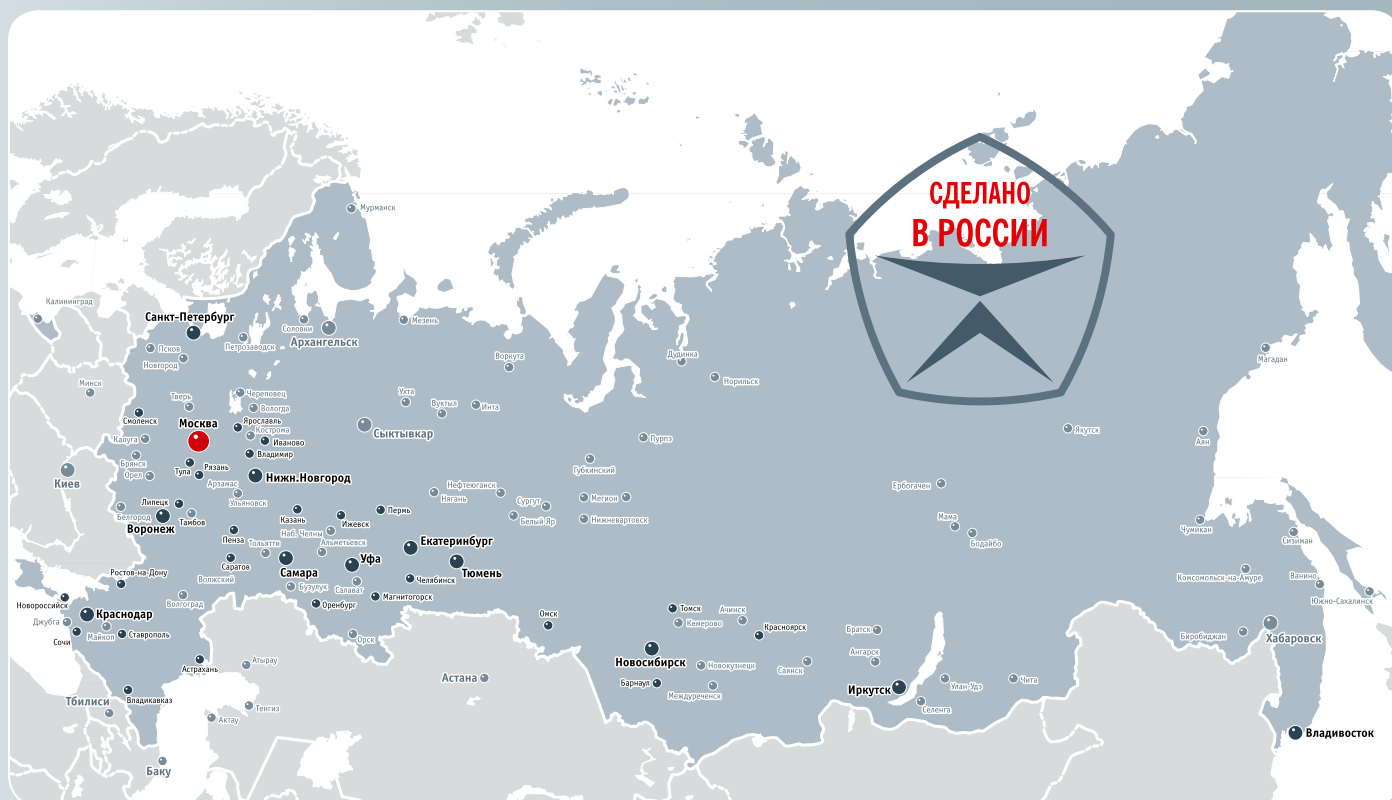 СДЕЛАНО
В РОССИИ
Мурманск
Калининград
Санкт-Петербург
Соловки
Архангельск
Мезень
Псков
Новгород
Петрозаводск
Воркута
Дудинка
Норильск
Магадан
Минск
Тверь
Череповец
Вологда
Ухта
Вуктыл
Инта
Смоленск
Москва
Ярославль
Кострома
Иваново
Владимир
Сыктывкар
Калуга
Пурпэ
Якутск
Аян
Брянск
Орёл
Тула
Рязань
Нижн.Новгород
Губкинский
Киев
Арзамас
Ульяновск
Нефтеюганск
Нягань
Сургут
Мегион
Ербогачен
Липецк
Белгород
Тамбов
Воронеж
Казань
Ижевск
Пермь
Белый Яр
Нижневартовск
Мама
Бодайбо
Чумикан
Сизиман
Пенза
Наб. Челны
Тольятти
Альметьевск
Екатеринбург
Саратов
Самара
Уфа
Тюмень
Ростов-на-Дону
Волжский
Бузулук
Салават
Челябинск
Комсомольск-на-Амуре
Ванино
Новороссийск
Волгоград
Оренбург
Магнитогорск
Южно-Сахалинск
Краснодар
Джубга
Майкоп
Ставрополь
Сочи
Орск
Омск
Томск
Кемерово
Ачинск
Красноярск
Братск
Биробиджан
Хабаровск
Астрахань
Атырау
Новосибирск
Новокузнецк
Саянск
Ангарск
Астана
Барнаул
Междуреченск
Иркутск
Улан-Удэ
Чита
Селенга
Тбилиси
Владикавказ
Актау
Тенгиз
Владивосток
Баку